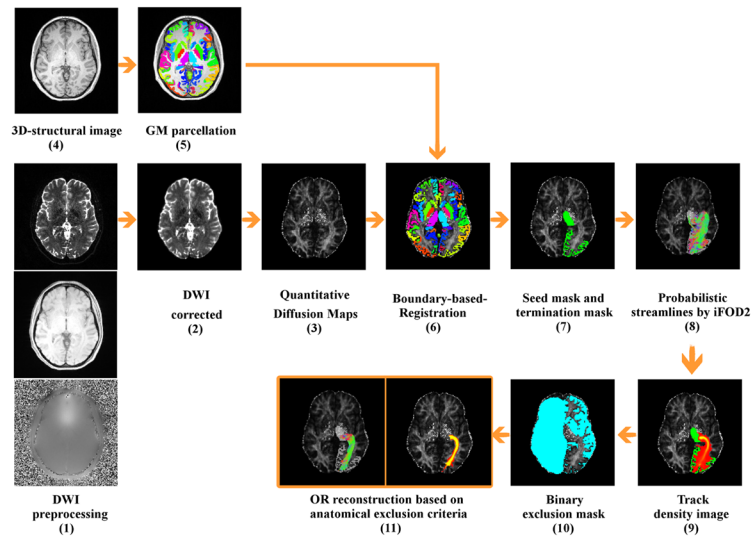 3D-structural image
(4)
GM parcellation
(5)
DWI
corrected
(2)
Quantitative
Diffusion Maps
(3)
Boundary-based-
Registration
(6)
Seed mask and
termination mask
(7)
Probabilistic
streamlines by iFOD2
(8)
DWI
preprocessing
(1)
OR reconstruction based on
anatomical exclusion criteria
(11)
Binary
exclusion mask
(10)
Track
density image
(9)